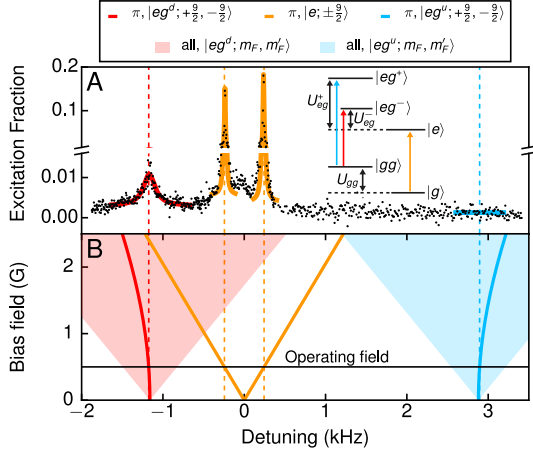 π, |eg^d; +9/2, −9/2⟩ π, |e; ±9/2⟩ π, |eg^u; +9/2, −9/2⟩
all, |eg^d; m_F, m′_F⟩ all, |eg^u; m_F, m′_F⟩
A
Excitation Fraction
0.2
0.18
0.01
0.00
|eg⁺⟩
U_eg^+
|eg⁻⟩
U_eg^-
|e⟩
|gg⟩
U_gg
|g⟩
B
Bias field (G)
2
1
0
Operating field
−2 −1 0 1 2 3
Detuning (kHz)